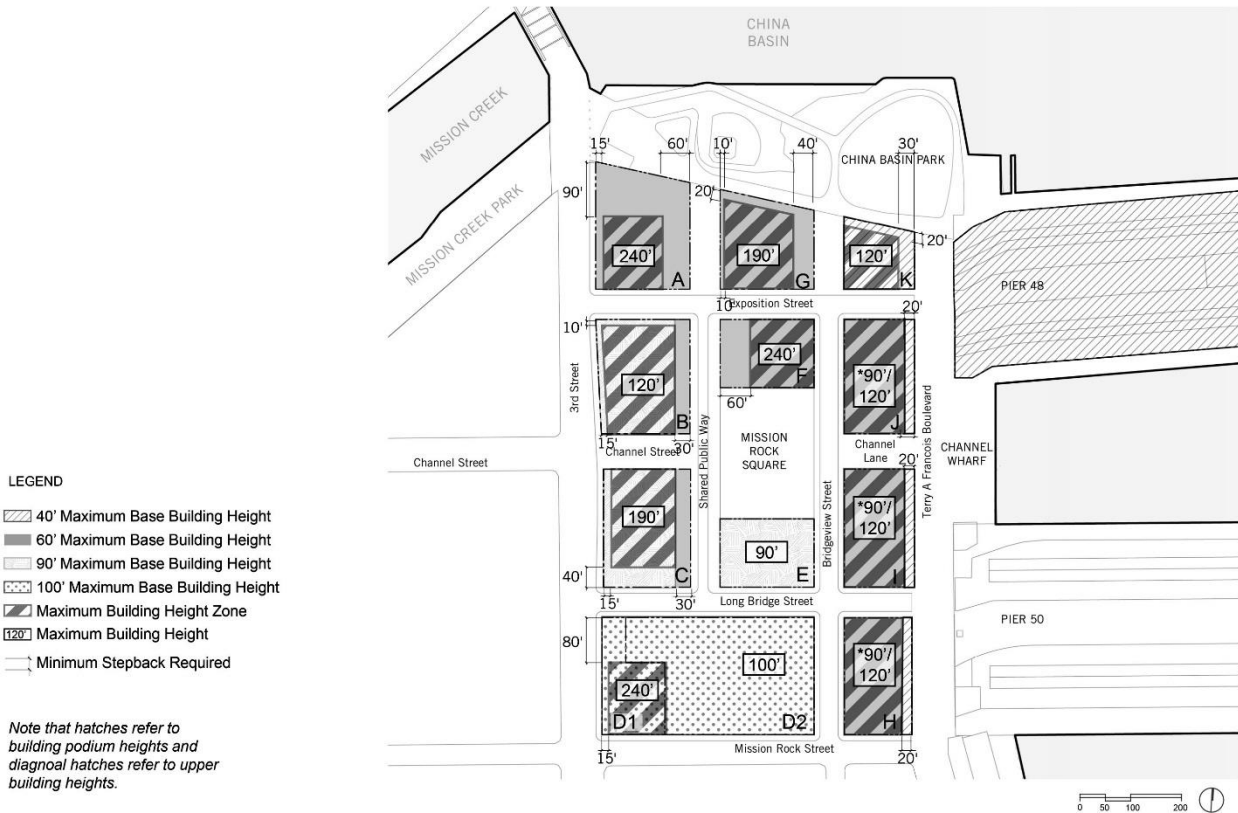 CHINA
BASIN
MISSION CREEK
MISSION CREEK PARK
15'
60'
10'
40'
CHINA BASIN PARK
30'
90'
20'
20'
240'
A
190'
G
120'
K
PIER 48
10'
Exposition Street
20'
10'
3rd Street
120'
B
15'
30'
Shared Public Way
240'
F
60'
*90'/
120'
J
Terry A Francois Boulevard
Channel Street
Channel Street
MISSION
ROCK
SQUARE
Bridgeview Street
Channel
Lane
20'
CHANNEL
WHARF
190'
C
40'
15'
30'
90'
E
*90'/
120'
I
Long Bridge Street
PIER 50
80'
240'
D1
100'
D2
*90'/
120'
H
15'
Mission Rock Street
20'
LEGEND
40' Maximum Base Building Height
60' Maximum Base Building Height
90' Maximum Base Building Height
100' Maximum Base Building Height
Maximum Building Height Zone
120' Maximum Building Height
Minimum Stepback Required
Note that hatches refer to
building podium heights and
diagnoal hatches refer to upper
building heights.
0 50 100 200